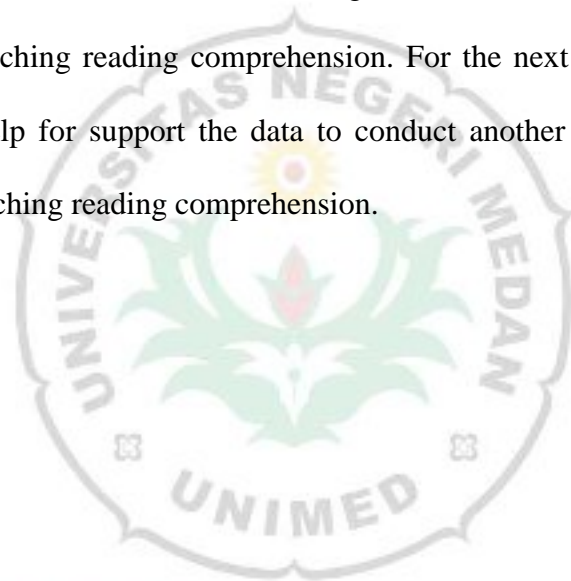 ching reading comprehension. For the next
lp for support the data to conduct another
ching reading comprehension.
UNIVERSITAS NEGERI MEDAN
UNIMED